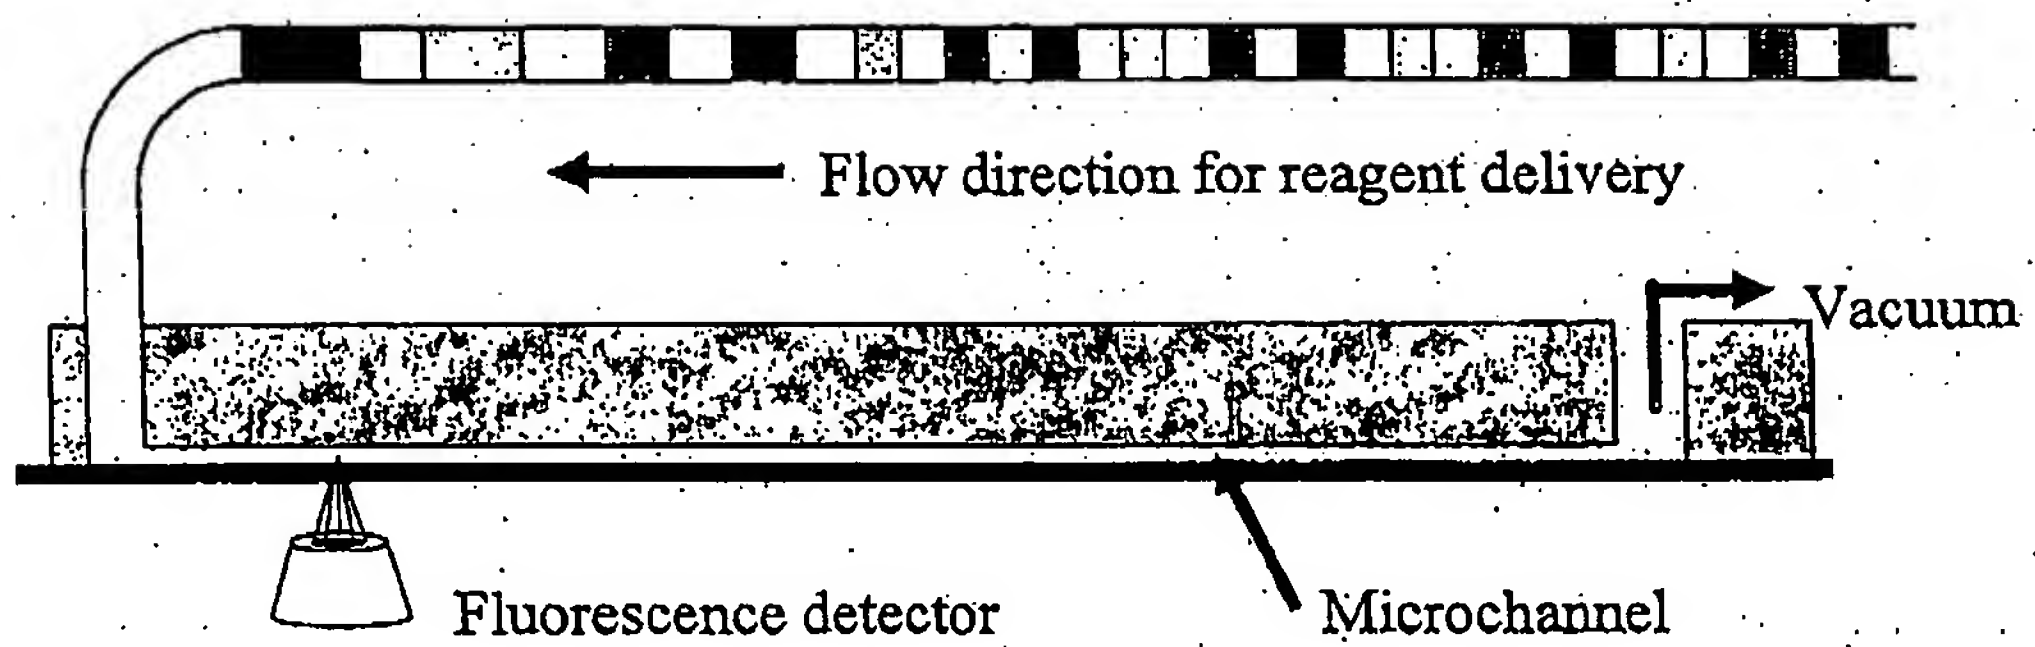 Flow direction for reagent delivery
Vacuum
Fluorescence detector
Microchannel